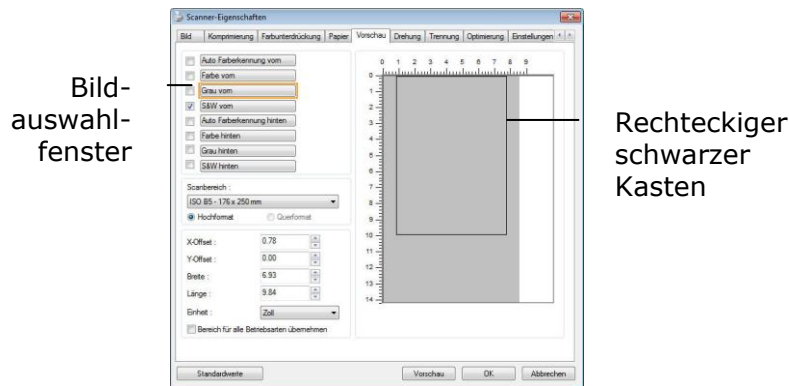 Scanner-Eigenschaften
Bild Komprimierung Farbunterdrückung Papier Vorschau Drehung Trennung Optimierung Einstellungen
Auto Farberkennung vorn
Farbe vorn
Grau vorn
S&W vorn
Auto Farberkennung hinten
Farbe hinten
Grau hinten
S&W hinten
Scanbereich :
ISO B5 - 176 x 250 mm
Hochformat Querformat
X-Offset : 0.78
Y-Offset : 0.00
Breite : 6.93
Länge : 9.84
Einheit : Zoll
Bereich für alle Betriebsarten übernehmen
0 1 2 3 4 5 6 7 8 9
0
1
2
3
4
5
6
7
8
9
10
11
12
13
14
Standardwerte Vorschau OK Abbrechen
Bild-
auswahl-
fenster
Rechteckiger
schwarzer
Kasten